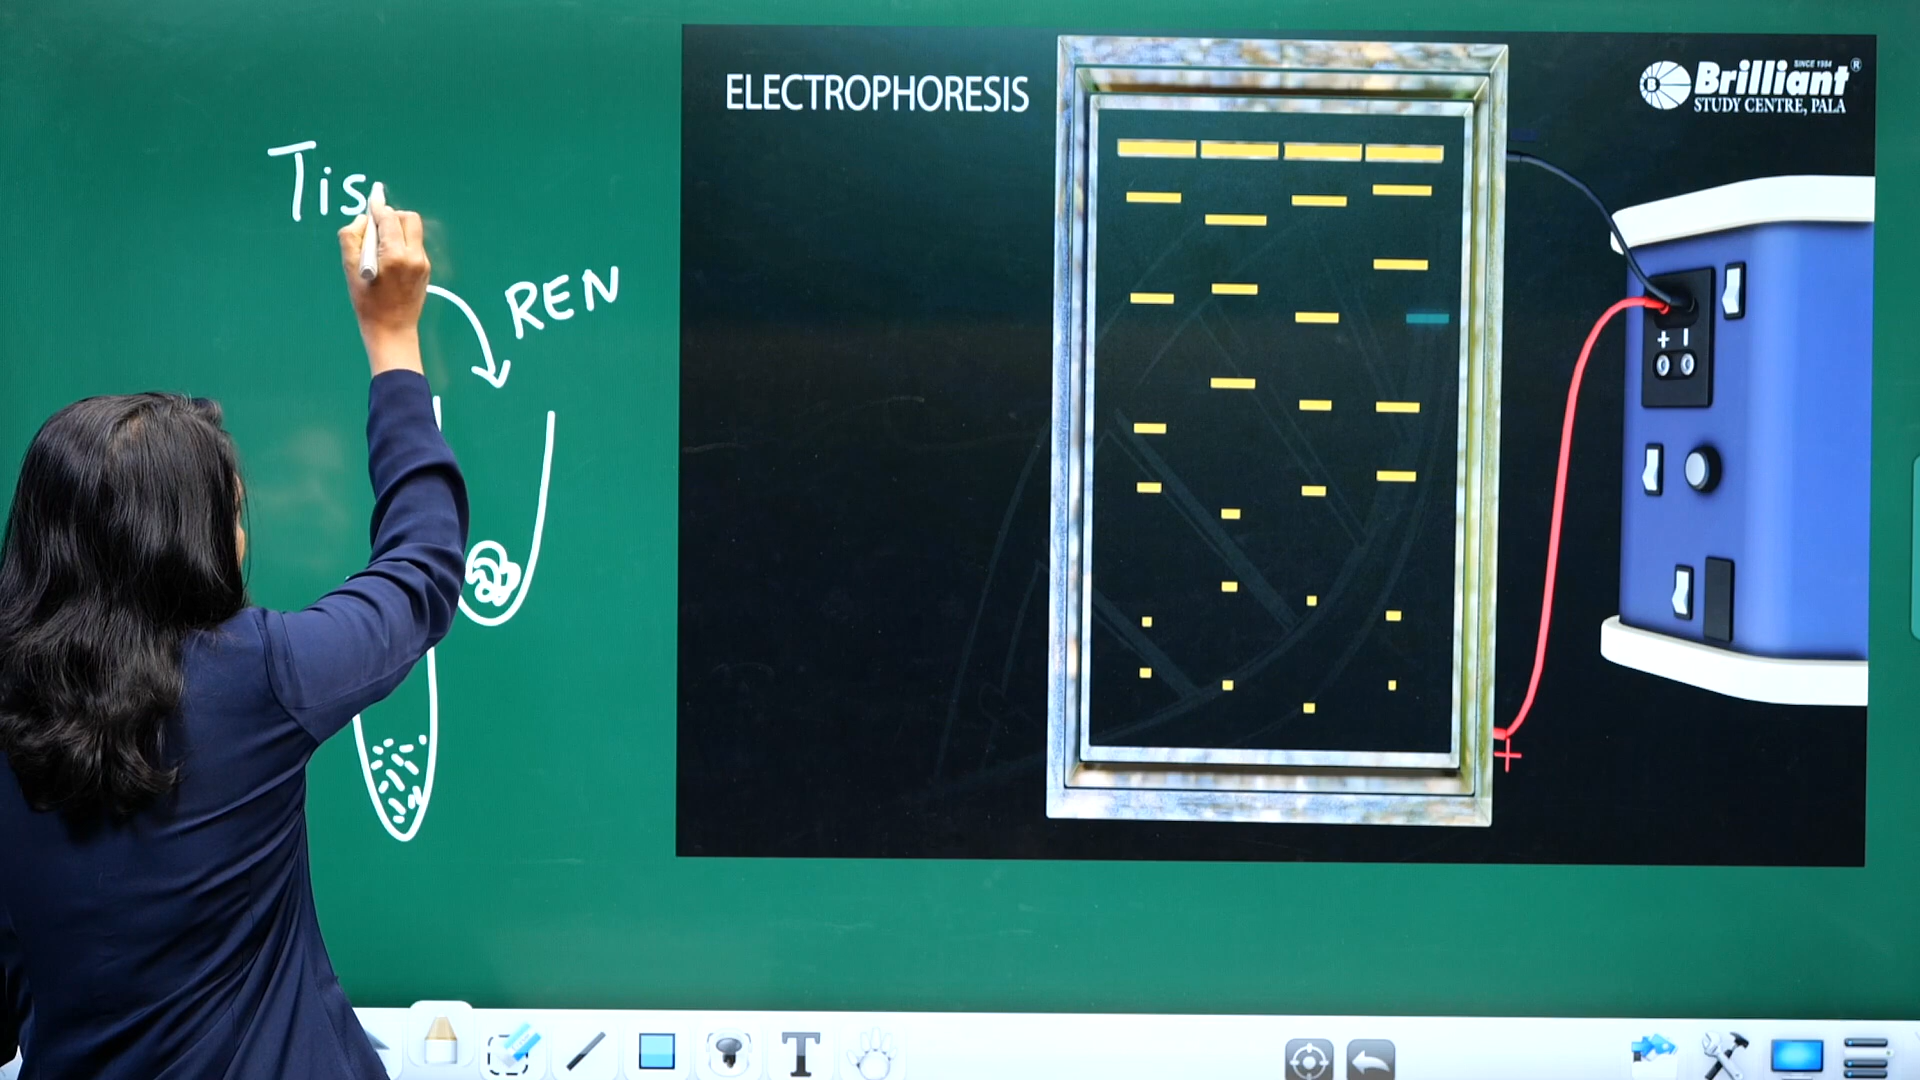 Tis
REN
ELECTROPHORESIS
SINCE 1984
Brilliant®
STUDY CENTRE, PALA
+ I
+
T